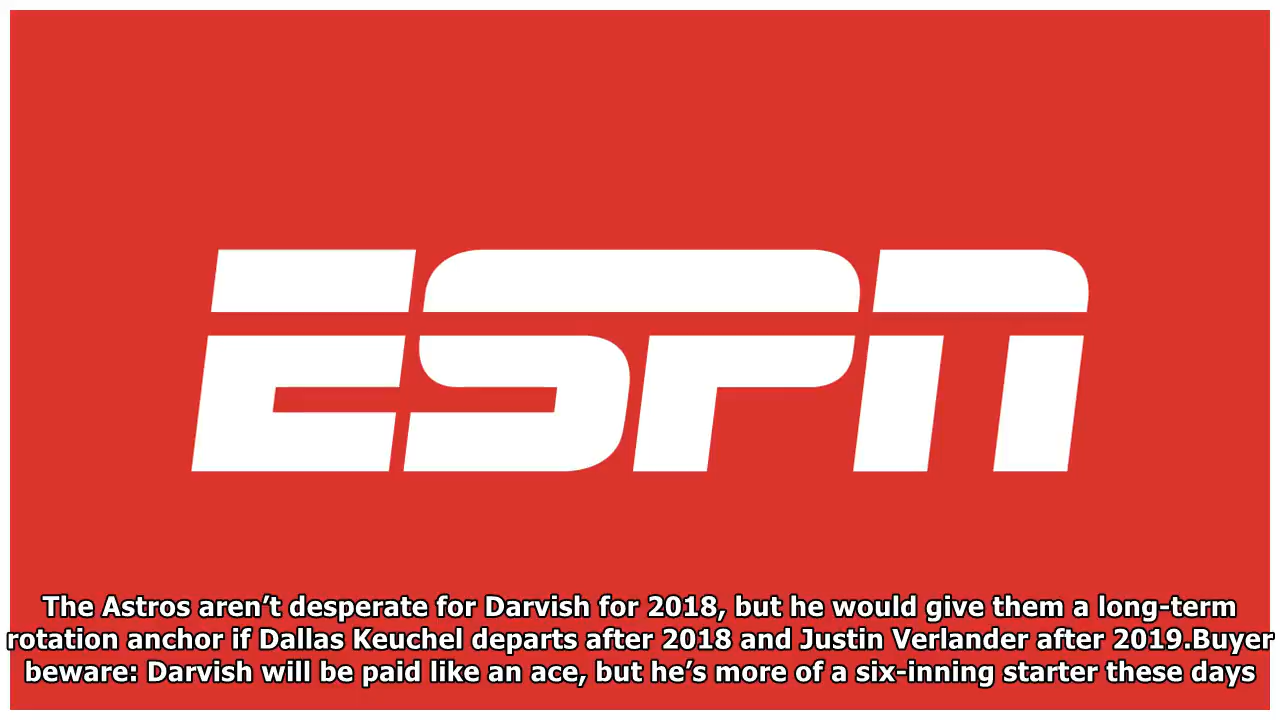 ESPN
The Astros aren’t desperate for Darvish for 2018, but he would give them a long-term
rotation anchor if Dallas Keuchel departs after 2018 and Justin Verlander after 2019.Buyer
beware: Darvish will be paid like an ace, but he’s more of a six-inning starter these days